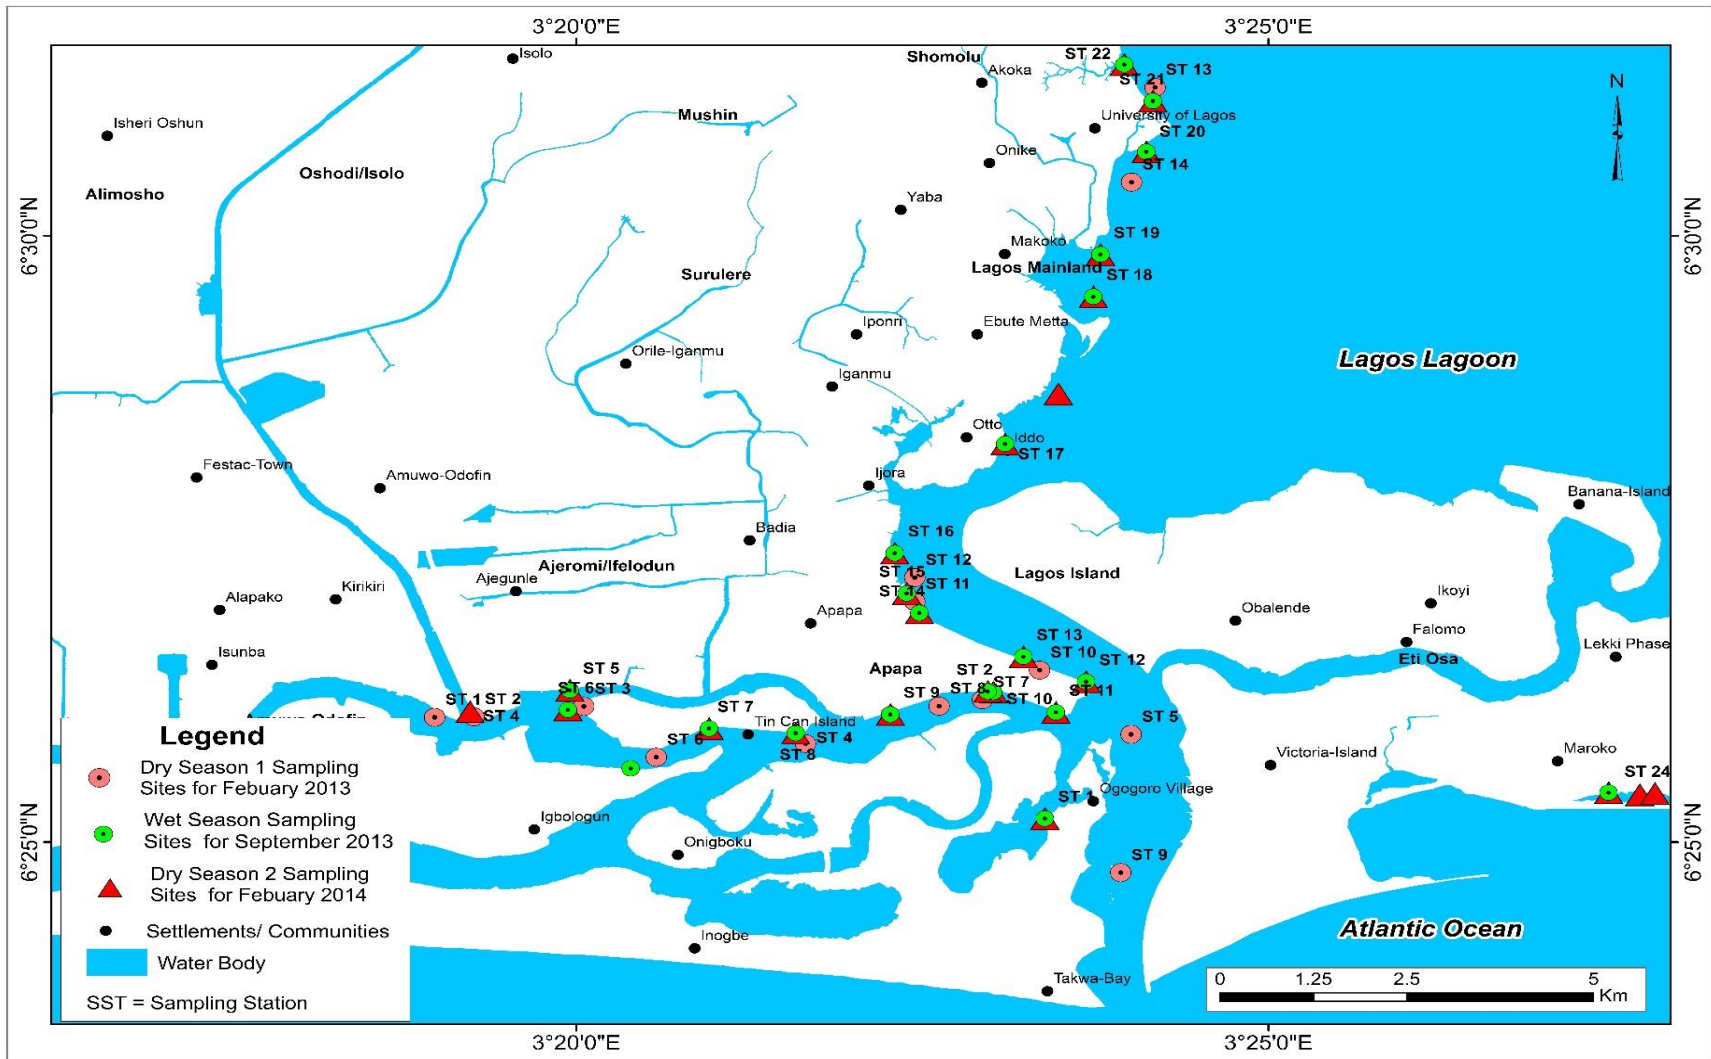 3°20'0"E
3°25'0"E
Isolo
Shomolu
ST 22
Akoka
ST 21
ST 13
N
Isheri Oshun
Mushin
University of Lagos
ST 20
Oshodi/Isolo
Onike
ST 14
Alimosho
Yaba
6°30'0"N
6°30'0"N
ST 19
Makoko
Lagos Mainland
Surulere
ST 18
Iponri
Ebute Metta
Orile-Iganmu
Lagos Lagoon
Iganmu
Otto
Iddo
ST 17
Festac-Town
Amuwo-Odofin
Ijora
Banana-Island
Badia
ST 16
ST 12
Ajeromi/Ifelodun
ST 15
Lagos Island
Kirikiri
Ajegunle
ST 11
ST 14
Alapako
Apapa
Ikoyi
Obalende
Falomo
ST 13
Isunba
ST 10
Lekki Phase
Eti Osa
ST 5
Apapa
ST 2
ST 12
ST 6
ST 3
ST 7
ST 11
ST 1
ST 2
ST 9
ST 8
ST 10
ST 4
ST 7
Tin Can Island
ST 5
ST 6
ST 4
ST 8
Victoria-Island
Maroko
ST 24
Amuwo Odofin
Legend
Dry Season 1 Sampling
Sites for Febuary 2013
Wet Season Sampling
Sites for September 2013
Dry Season 2 Sampling
Sites for Febuary 2014
Settlements/ Communities
Water Body
SST = Sampling Station
ST 1
Ogogoro Village
Igbologun
Onigboku
6°25'0"N
6°25'0"N
ST 9
Inogbe
Atlantic Ocean
Takwa-Bay
0
1.25
2.5
5
Km
3°20'0"E
3°25'0"E